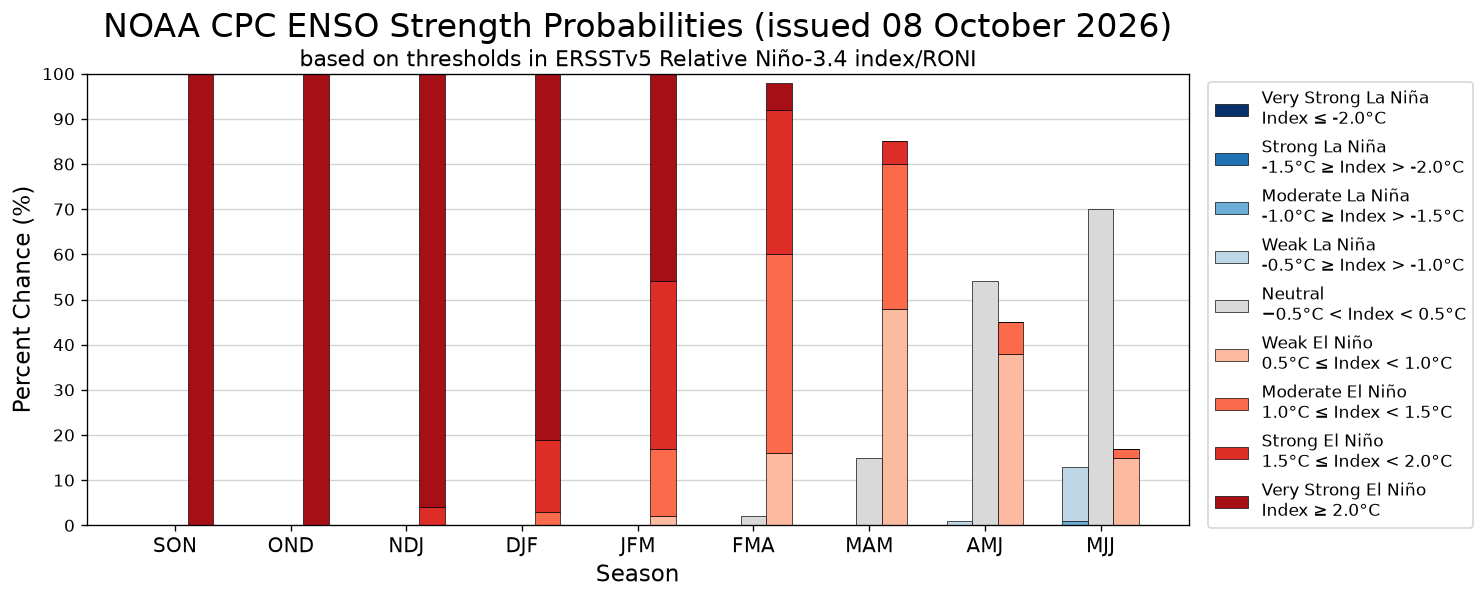 NOAA CPC ENSO Strength Probabilities (issued 08 October 2026)
based on thresholds in ERSSTv5 Relative Niño-3.4 index/RONI
Percent Chance (%)
100
90
80
70
60
50
40
30
20
10
0
SON OND NDJ DJF JFM FMA MAM AMJ MJJ
Season
Very Strong La Niña
Index ≤ -2.0°C
Strong La Niña
-1.5°C ≥ Index > -2.0°C
Moderate La Niña
-1.0°C ≥ Index > -1.5°C
Weak La Niña
-0.5°C ≥ Index > -1.0°C
Neutral
−0.5°C < Index < 0.5°C
Weak El Niño
0.5°C ≤ Index < 1.0°C
Moderate El Niño
1.0°C ≤ Index < 1.5°C
Strong El Niño
1.5°C ≤ Index < 2.0°C
Very Strong El Niño
Index ≥ 2.0°C